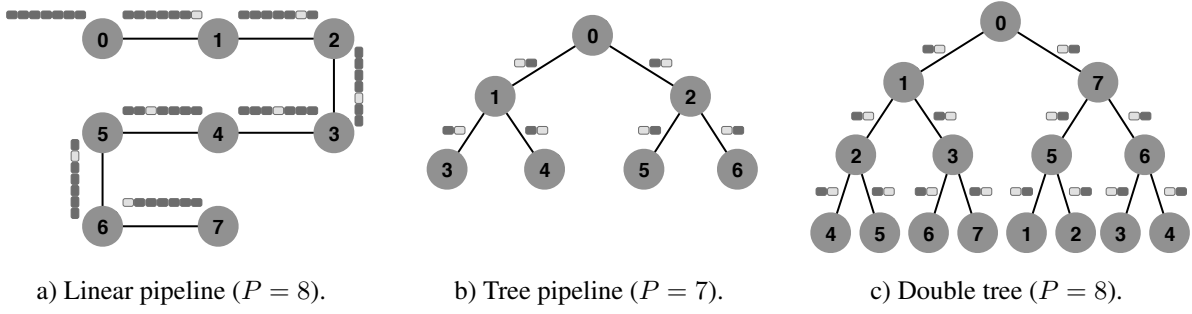 0 1 2
5 4 3
6 7
0
1 2
3 4 5 6
0
1 7
2 3 5 6
4 5 6 7 1 2 3 4
a) Linear pipeline (P = 8). b) Tree pipeline (P = 7). c) Double tree (P = 8).